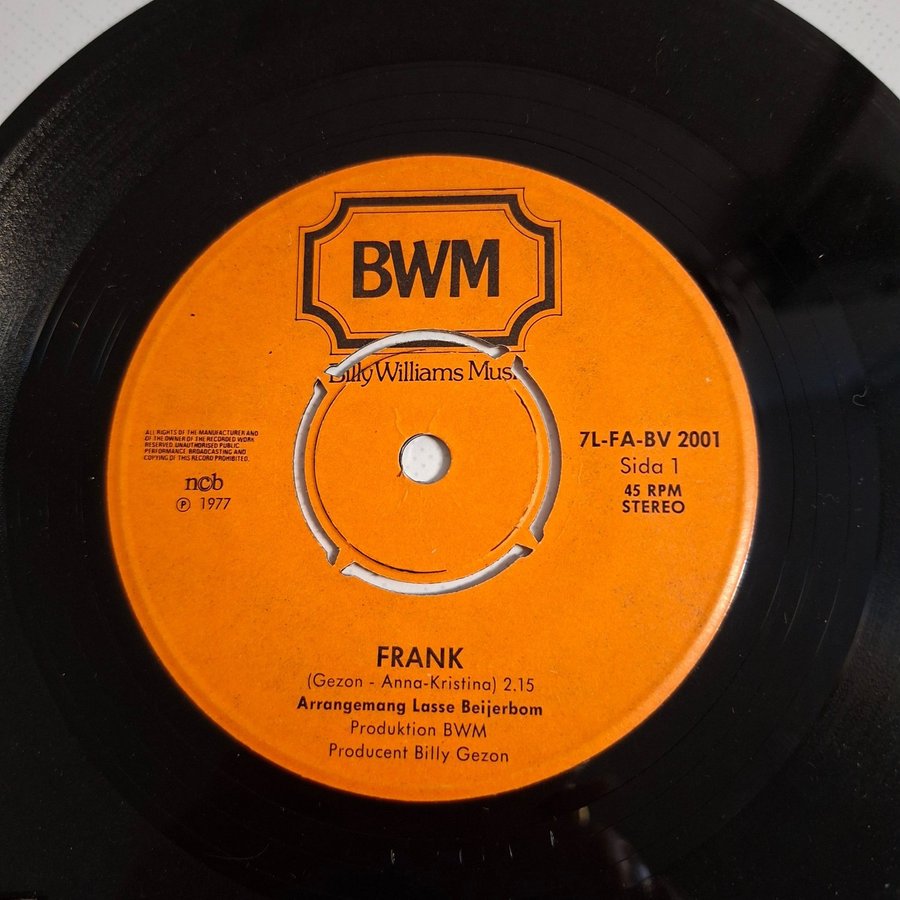 BWM
Billy Williams Music
ALL RIGHTS OF THE MANUFACTURER AND
OF THE OWNER OF THE RECORDED WORK
RESERVED. UNAUTHORISED PUBLIC
PERFORMANCE, BROADCASTING AND
COPYING OF THIS RECORD PROHIBITED.
ncb
℗ 1977
7L-FA-BV 2001
Sida 1
45 RPM
STEREO
FRANK
(Gezon - Anna-Kristina) 2.15
Arrangemang Lasse Beijerbom
Produktion BWM
Producent Billy Gezon